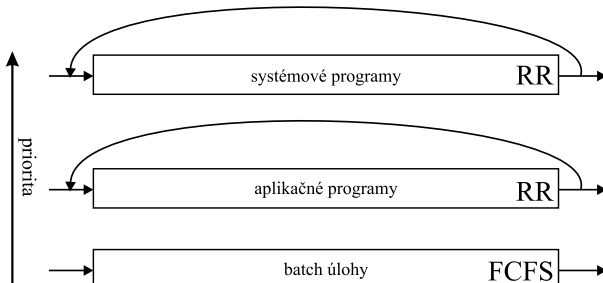 systémové programy RR
priorita
aplikačné programy RR
batch úlohy FCFS